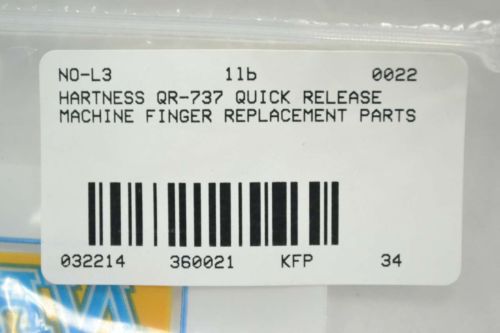 NO-L3 1lb 0022
HARTNESS QR-737 QUICK RELEASE
MACHINE FINGER REPLACEMENT PARTS
032214 360021 KFP 34